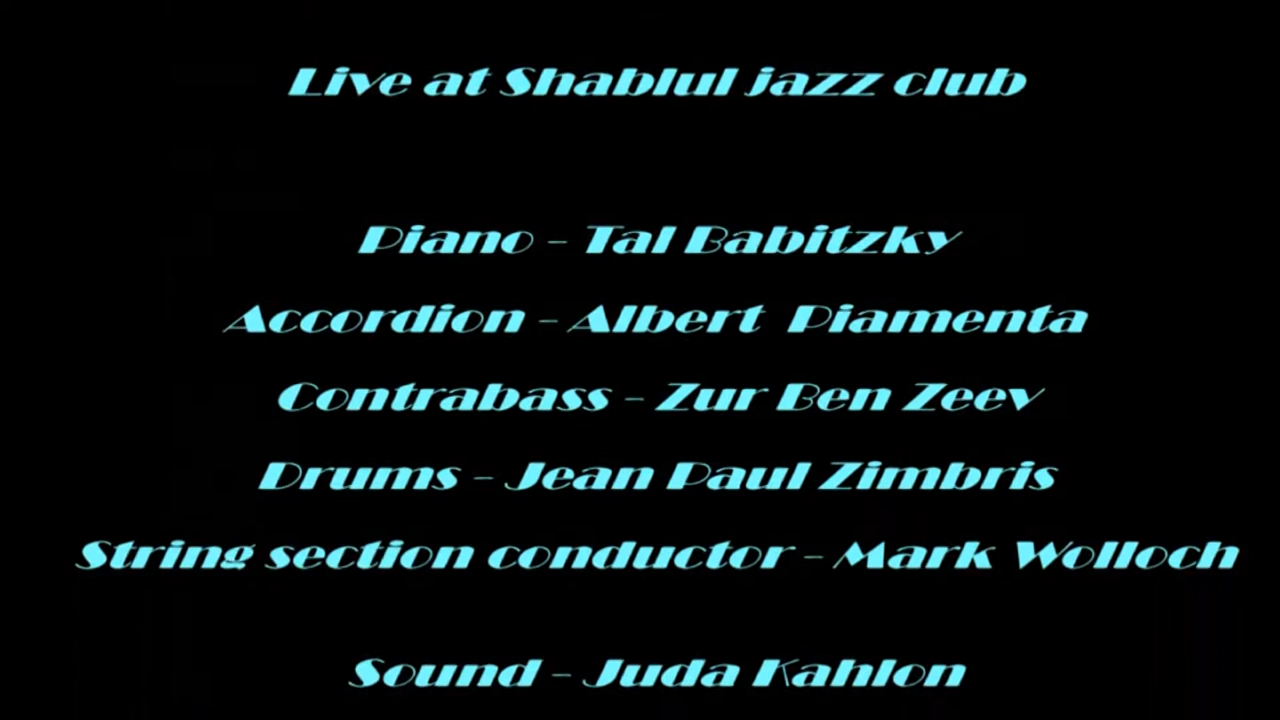 Live at Shablul jazz club
Piano - Tal Babitzky
Accordion - Albert Piamenta
Contrabass - Zur Ben Zeev
Drums - Jean Paul Zimbris
String section conductor - Mark Wolloch
Sound - Juda Kahlon